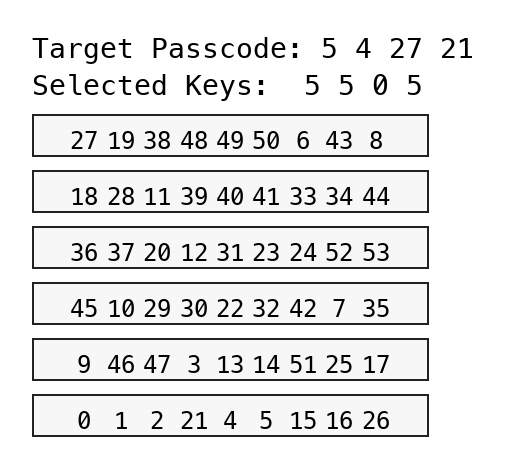 Target Passcode: 5 4 27 21
Selected Keys: 5 5 0 5
27 19 38 48 49 50 6 43 8
18 28 11 39 40 41 33 34 44
36 37 20 12 31 23 24 52 53
45 10 29 30 22 32 42 7 35
9 46 47 3 13 14 51 25 17
0 1 2 21 4 5 15 16 26